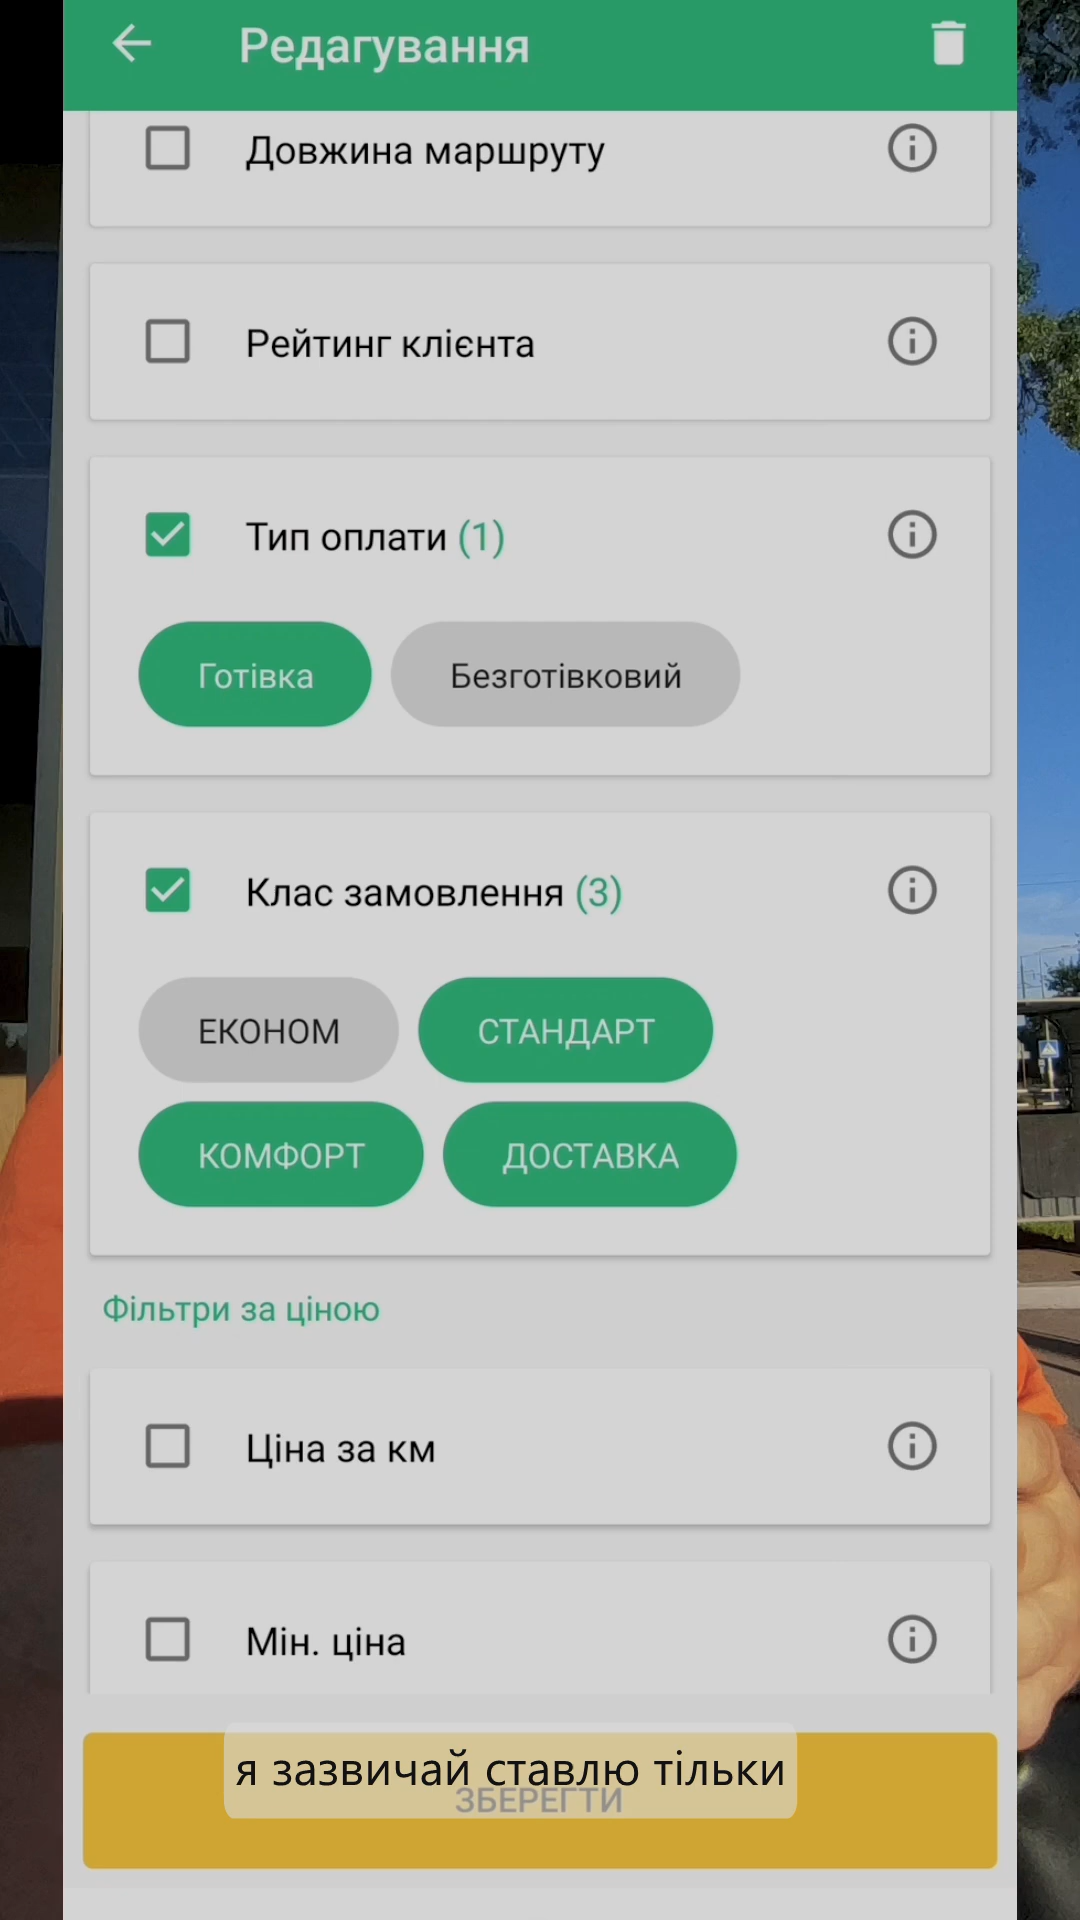 Редагування
Довжина маршруту
Рейтинг клієнта
Тип оплати (1)
Готівка Безготівковий
Клас замовлення (3)
ЕКОНОМ СТАНДАРТ
КОМФОРТ ДОСТАВКА
Фільтри за ціною
Ціна за км
Мін. ціна
я зазвичай ставлю тільки
ЗБЕРЕГТИ